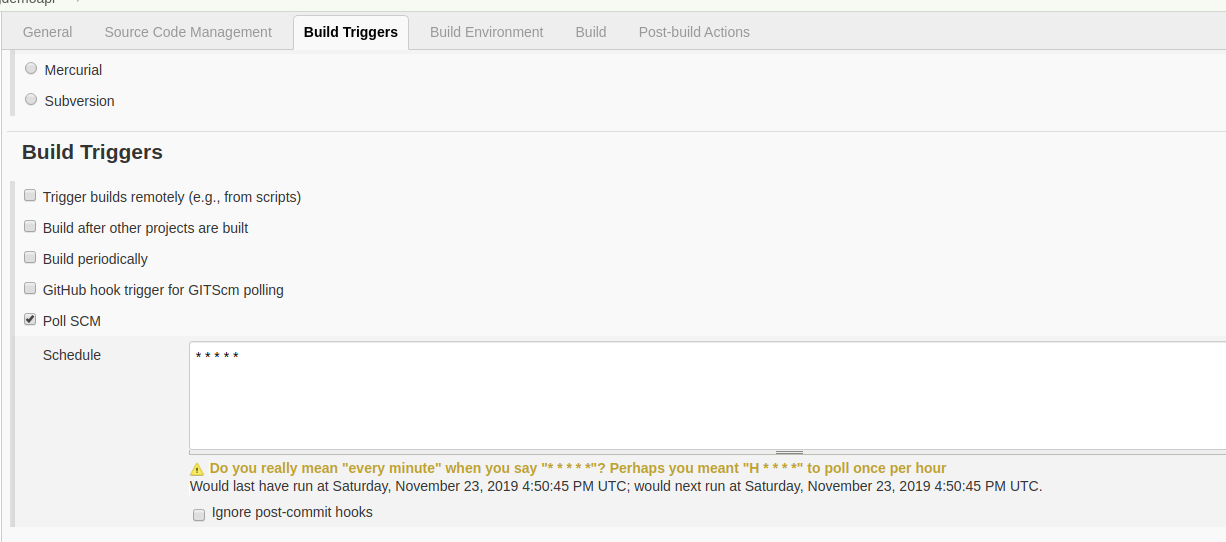 General Source Code Management Build Triggers Build Environment Build Post-build Actions
Mercurial
Subversion
Build Triggers
Trigger builds remotely (e.g., from scripts)
Build after other projects are built
Build periodically
GitHub hook trigger for GITScm polling
Poll SCM
Schedule
* * * * *
Do you really mean "every minute" when you say "* * * * *"? Perhaps you meant "H * * * *" to poll once per hour
Would last have run at Saturday, November 23, 2019 4:50:45 PM UTC; would next run at Saturday, November 23, 2019 4:50:45 PM UTC.
Ignore post-commit hooks